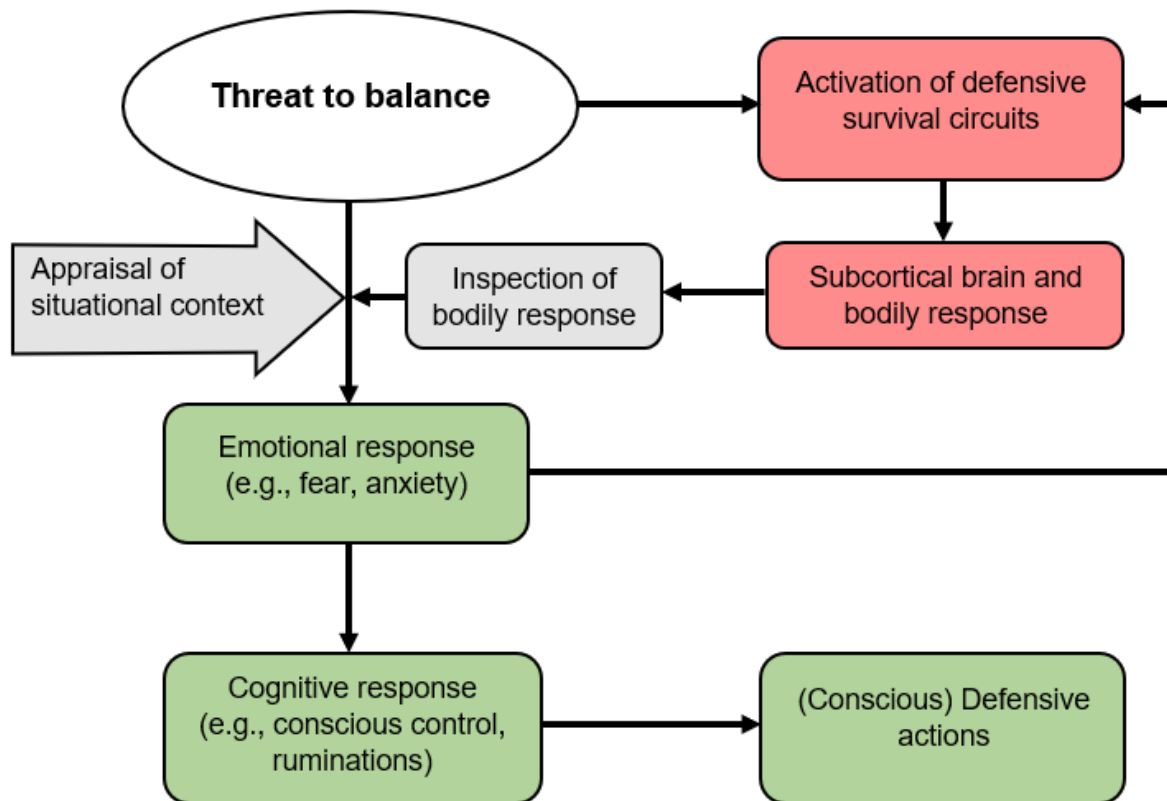 Threat to balance
Activation of defensive
survival circuits
Appraisal of
situational context
Inspection of
bodily response
Subcortical brain and
bodily response
Emotional response
(e.g., fear, anxiety)
Cognitive response
(e.g., conscious control,
ruminations)
(Conscious) Defensive
actions